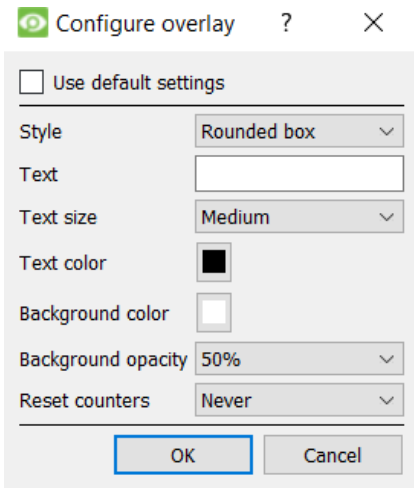 Configure overlay ?
Use default settings
Style Rounded box
Text
Text size Medium
Text color
Background color
Background opacity 50%
Reset counters Never
OK Cancel